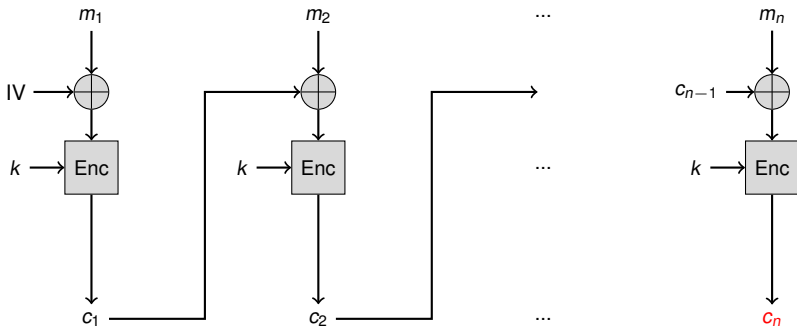 m₁ m₂ ... mₙ
IV cₙ₋₁
k Enc k Enc ... k Enc
c₁ c₂ ... cₙ